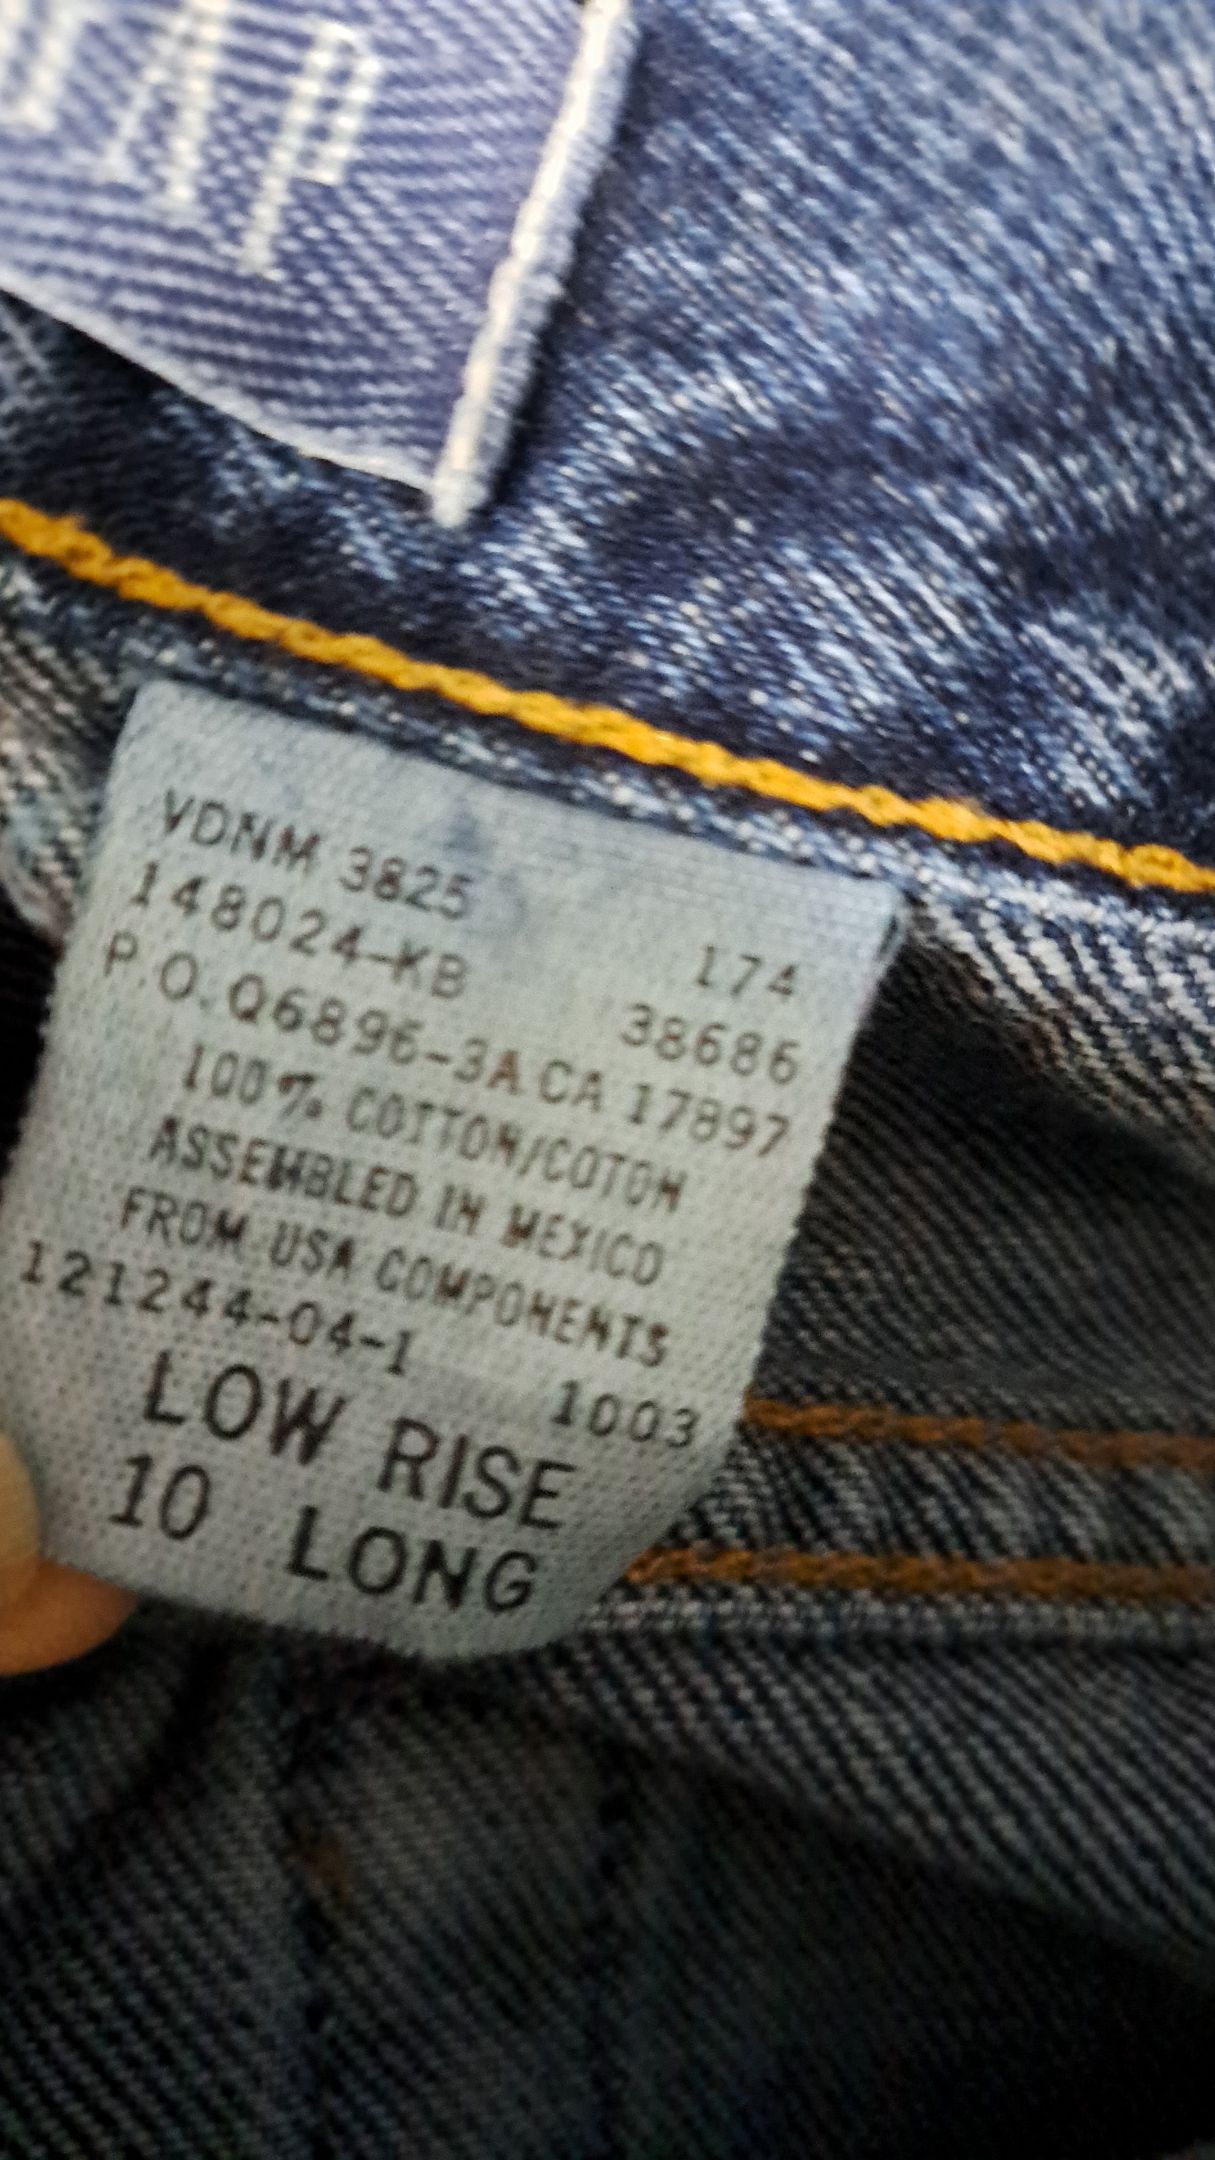 GAP
VDNM 3825 174
148024-KB 38686
P.O. Q6896-3A CA 17897
100% COTTON/COTON
ASSEMBLED IN MEXICO
FROM USA COMPONENTS
121244-04-1 1003
LOW RISE
10 LONG